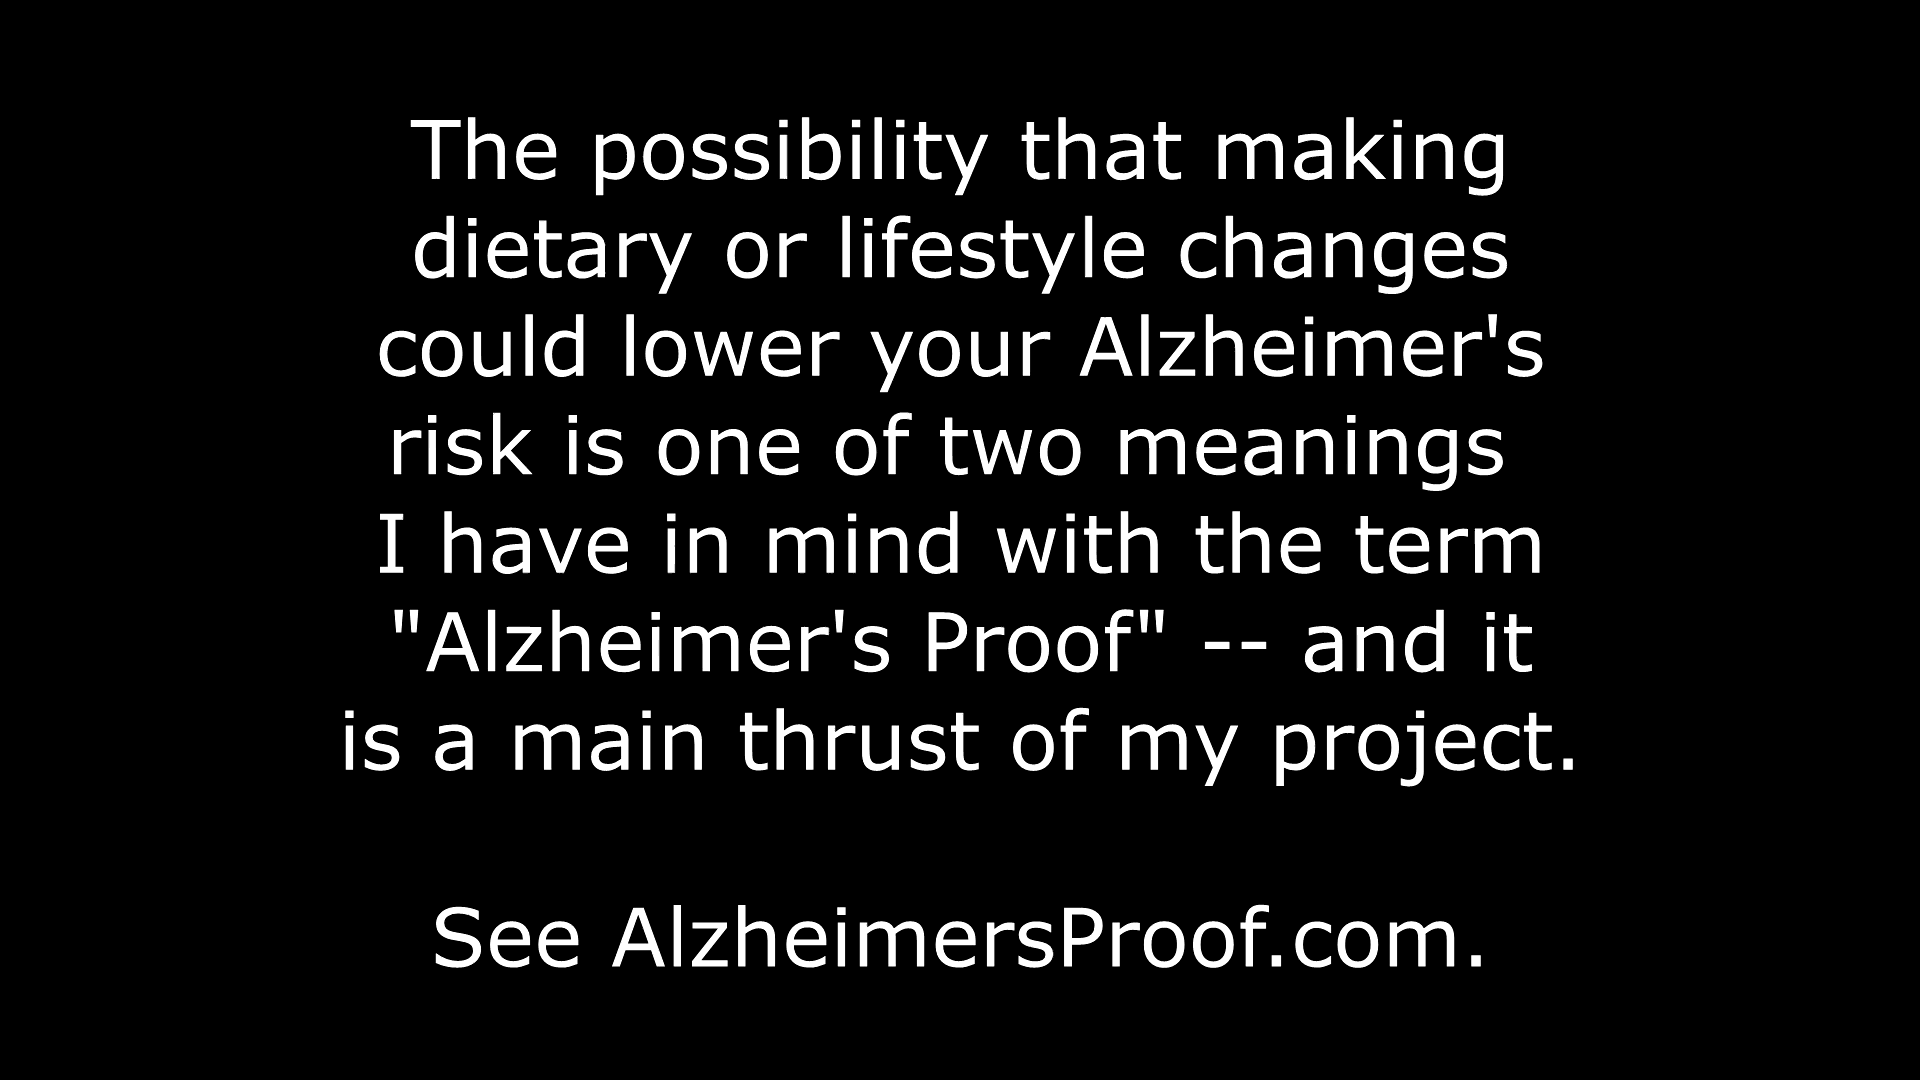 The possibility that making
dietary or lifestyle changes
could lower your Alzheimer's
risk is one of two meanings
I have in mind with the term
"Alzheimer's Proof" -- and it
is a main thrust of my project.
See AlzheimersProof.com.